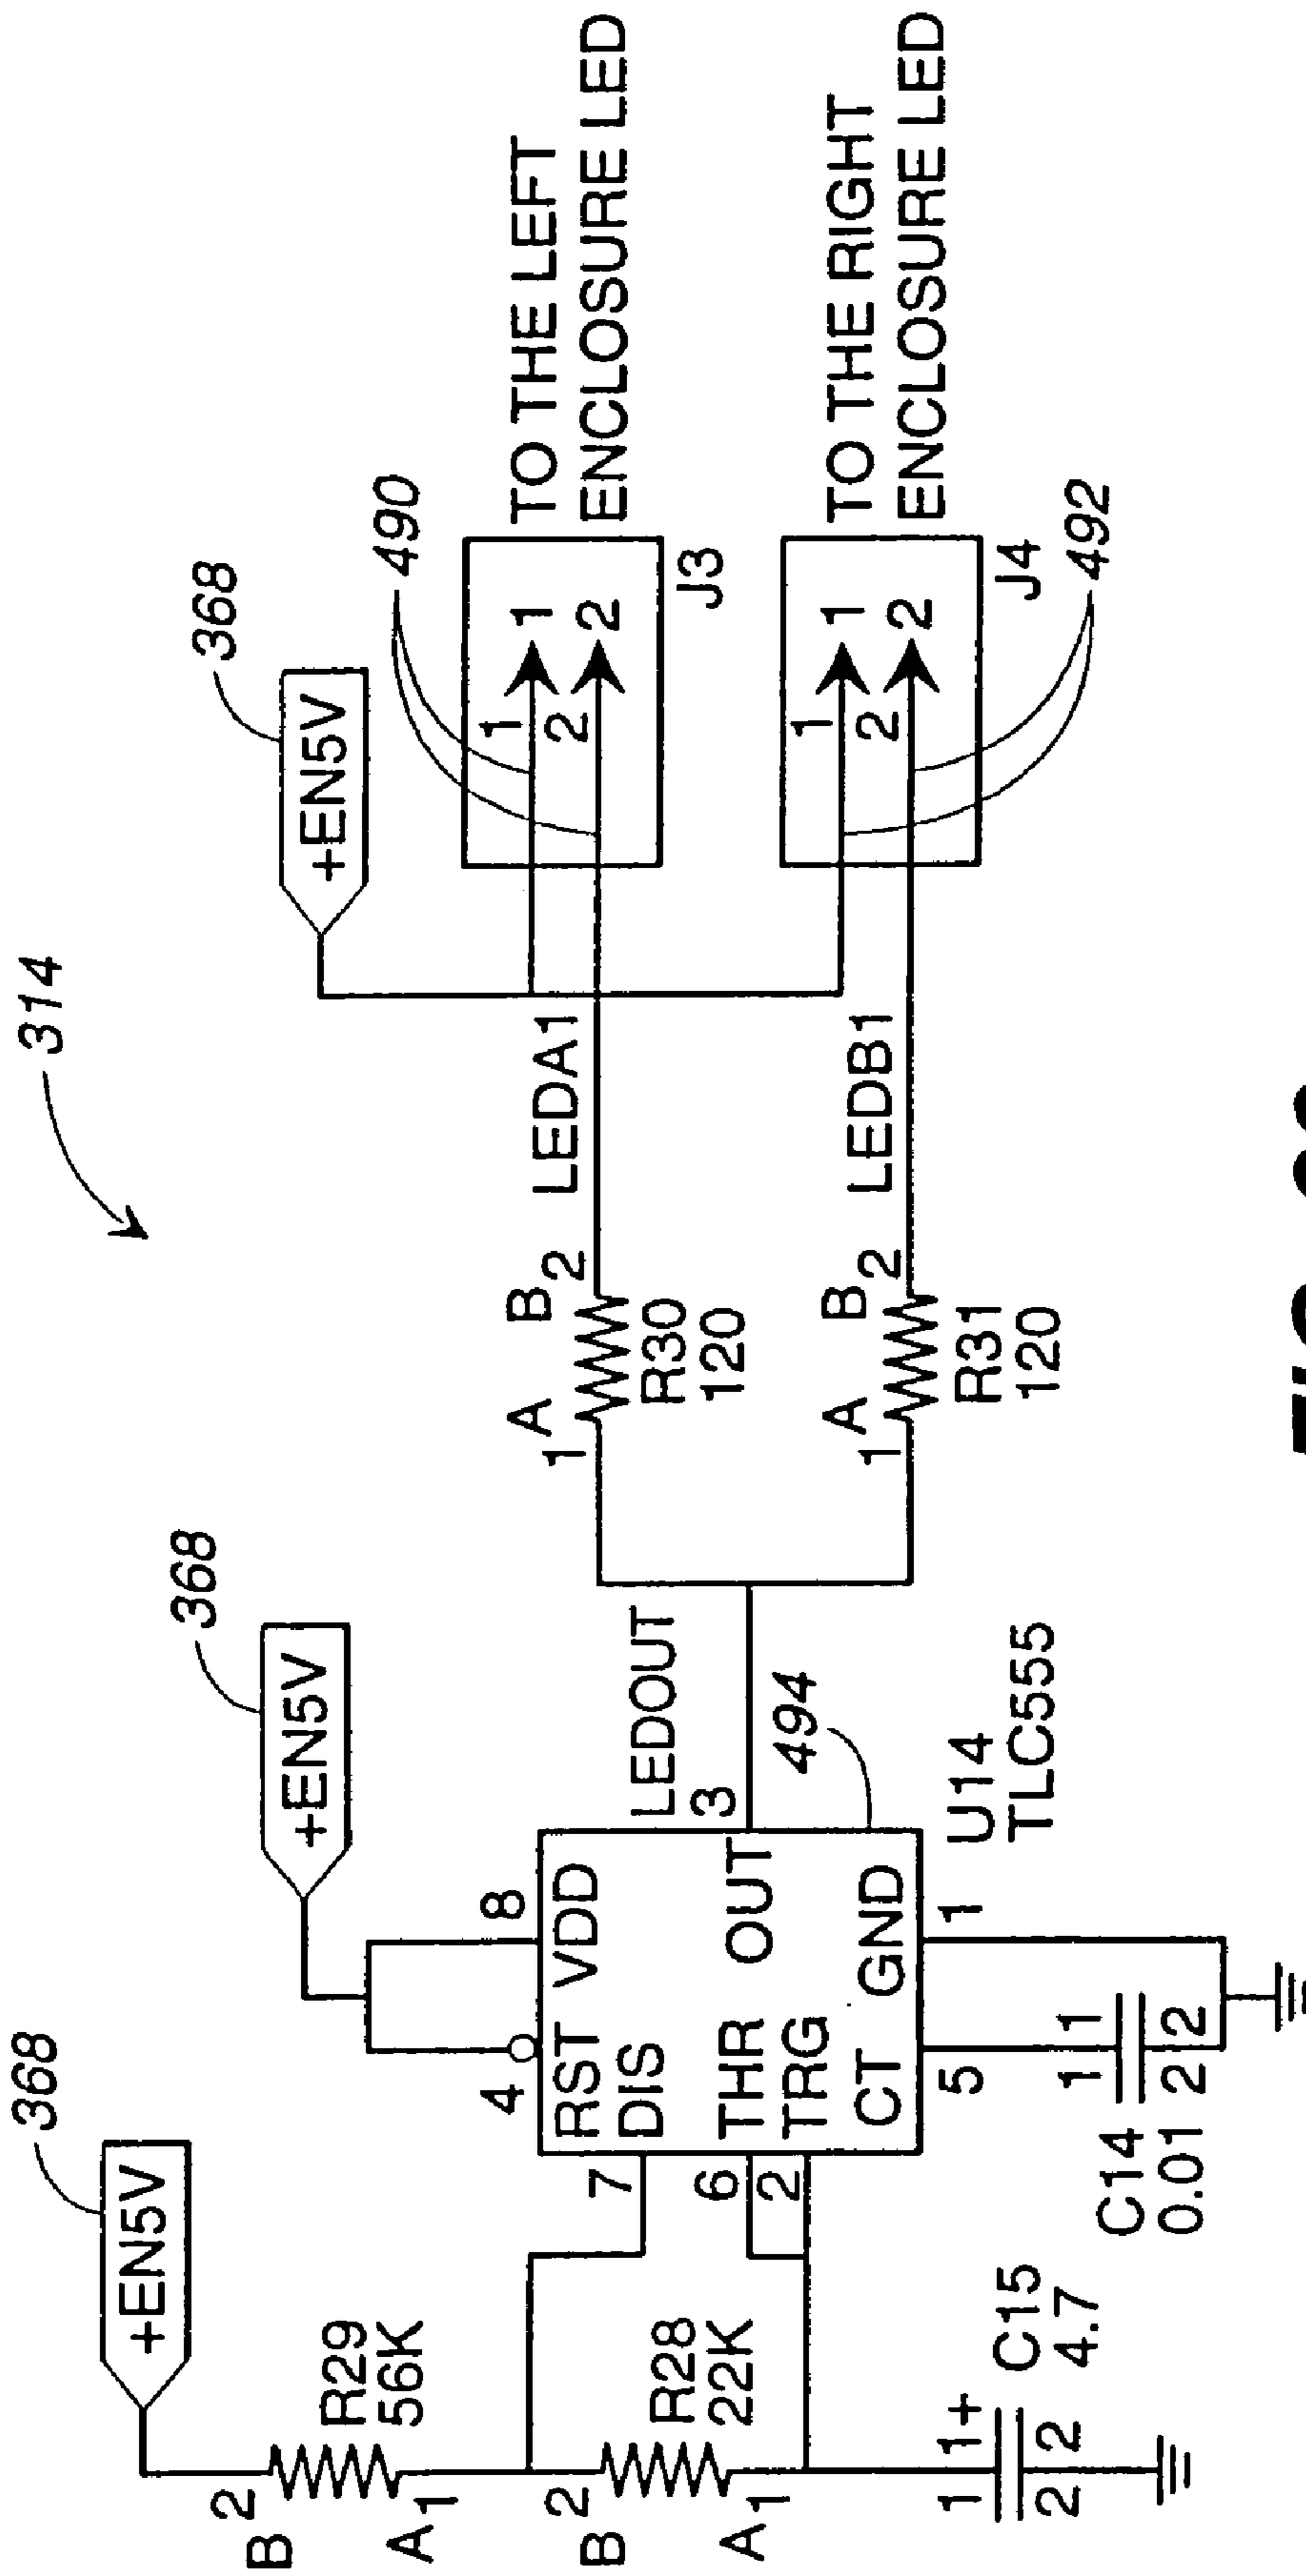 314
368
+EN5V
R29
56K
2
B
A
1
R28
22K
2
B
A
1
C15
4.7
1
1+
2
2
368
+EN5V
4
8
RST
VDD
DIS
THR
TRG
OUT
CT
GND
7
6
2
3
5
1
LEDOUT
494
U14
TLC555
C14
0.01
1
1
2
2
1
A
B
2
R30
120
LEDA1
1
A
B
2
R31
120
LEDB1
368
+EN5V
490
1
1
2
2
J3
TO THE LEFT
ENCLOSURE LED
1
1
2
2
J4
492
TO THE RIGHT
ENCLOSURE LED